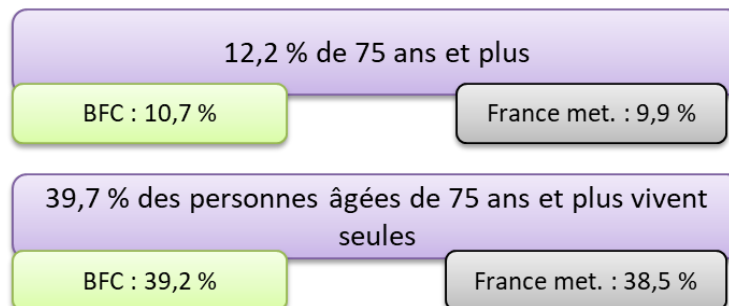 12,2 % de 75 ans et plus
BFC : 10,7 %
France met. : 9,9 %
39,7 % des personnes âgées de 75 ans et plus vivent
seules
BFC : 39,2 %
France met. : 38,5 %